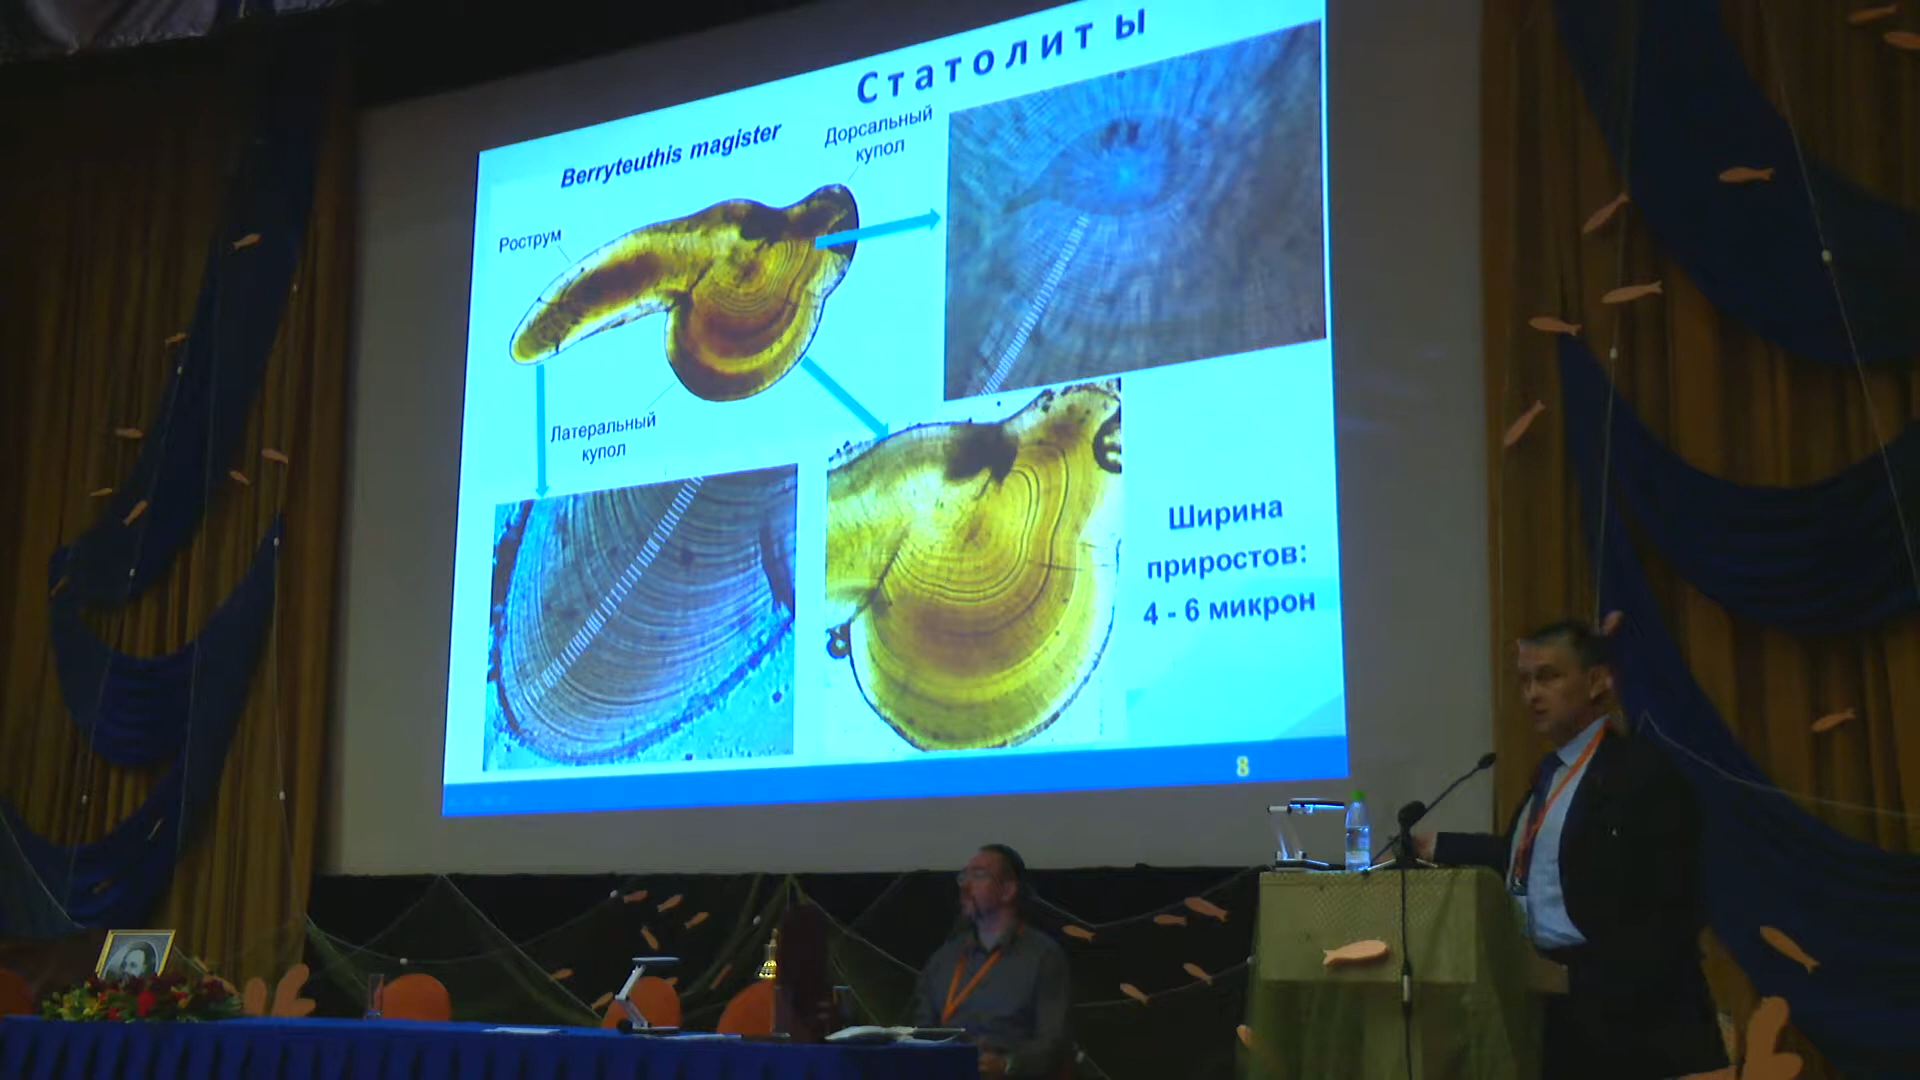 Статолиты
Berryteuthis magister
Дорсальный
купол
Рострум
Латеральный
купол
Ширина
приростов:
4 - 6 микрон
8